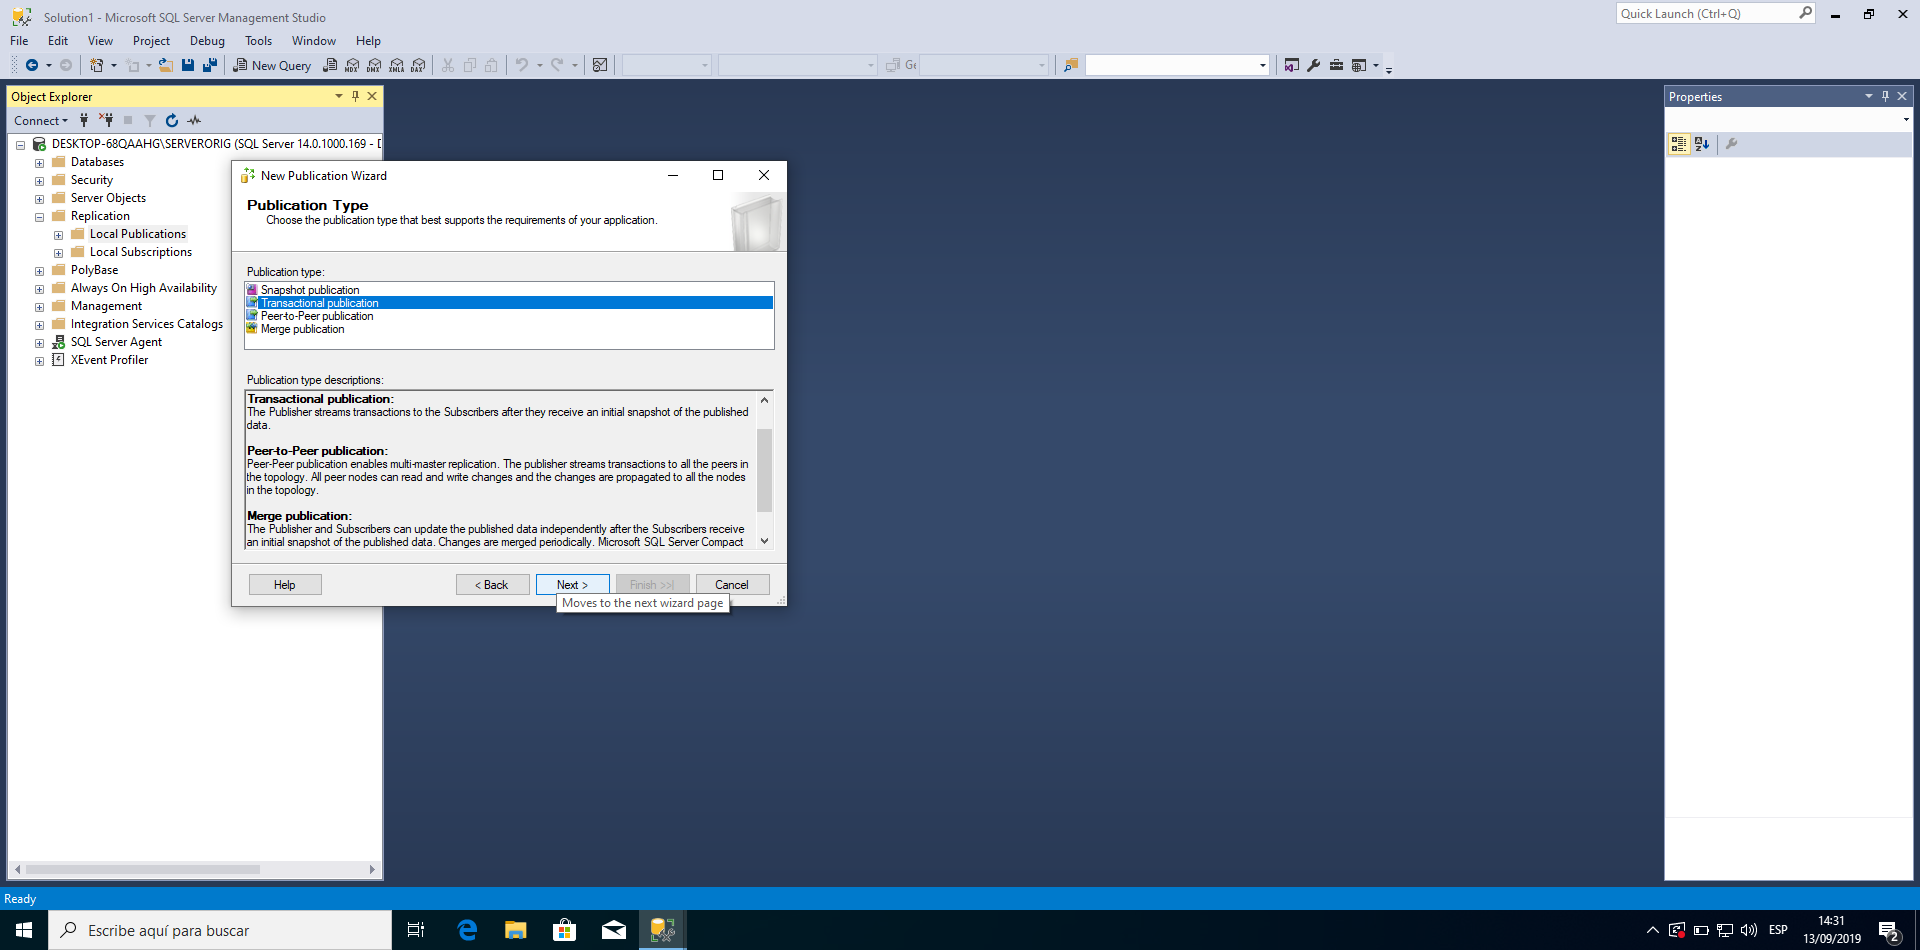 Solution1 - Microsoft SQL Server Management Studio
Quick Launch (Ctrl+Q)
File Edit View Project Debug Tools Window Help
New Query
MDX DMX XMLA DAX
Object Explorer
Connect
DESKTOP-68QAAHG\SERVERORIG (SQL Server 14.0.1000.169 - D
Databases
Security
Server Objects
Replication
Local Publications
Local Subscriptions
PolyBase
Always On High Availability
Management
Integration Services Catalogs
SQL Server Agent
XEvent Profiler
New Publication Wizard
Publication Type
Choose the publication type that best supports the requirements of your application.
Publication type:
Snapshot publication
Transactional publication
Peer-to-Peer publication
Merge publication
Publication type descriptions:
Transactional publication:
The Publisher streams transactions to the Subscribers after they receive an initial snapshot of the published
data.
Peer-to-Peer publication:
Peer-Peer publication enables multi-master replication. The publisher streams transactions to all the peers in
the topology. All peer nodes can read and write changes and the changes are propagated to all the nodes
in the topology.
Merge publication:
The Publisher and Subscribers can update the published data independently after the Subscribers receive
an initial snapshot of the published data. Changes are merged periodically. Microsoft SQL Server Compact
Help < Back Next > Finish >>| Cancel
Moves to the next wizard page
Properties
Ready
Escribe aquí para buscar
ESP
14:31
13/09/2019
2